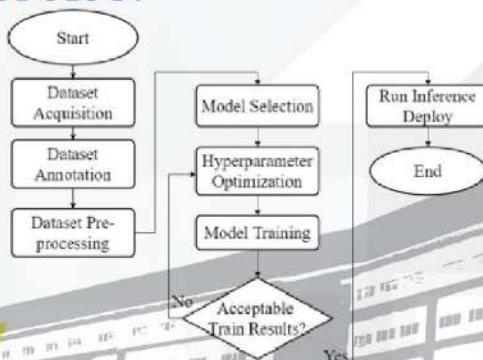 Start
Dataset
Acquisition
Dataset
Annotation
Dataset Pre-
processing
Model Selection
Hyperparameter
Optimization
Model Training
No
Acceptable
Train Results?
Yes
Run Inference
Deploy
End